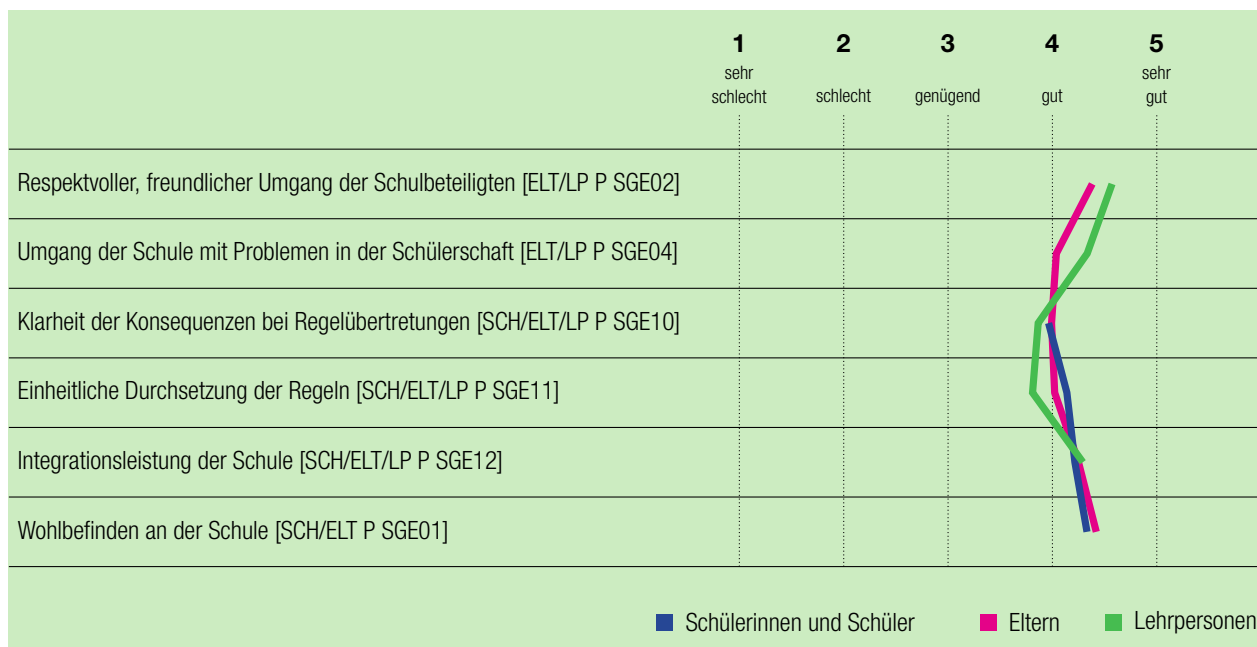 1 2 3 4 5
sehr sehr
schlecht schlecht genügend gut gut
Respektvoller, freundlicher Umgang der Schulbeteiligten [ELT/LP P SGE02]
Umgang der Schule mit Problemen in der Schülerschaft [ELT/LP P SGE04]
Klarheit der Konsequenzen bei Regelübertretungen [SCH/ELT/LP P SGE10]
Einheitliche Durchsetzung der Regeln [SCH/ELT/LP P SGE11]
Integrationsleistung der Schule [SCH/ELT/LP P SGE12]
Wohlbefinden an der Schule [SCH/ELT P SGE01]
Schülerinnen und Schüler Eltern Lehrpersonen